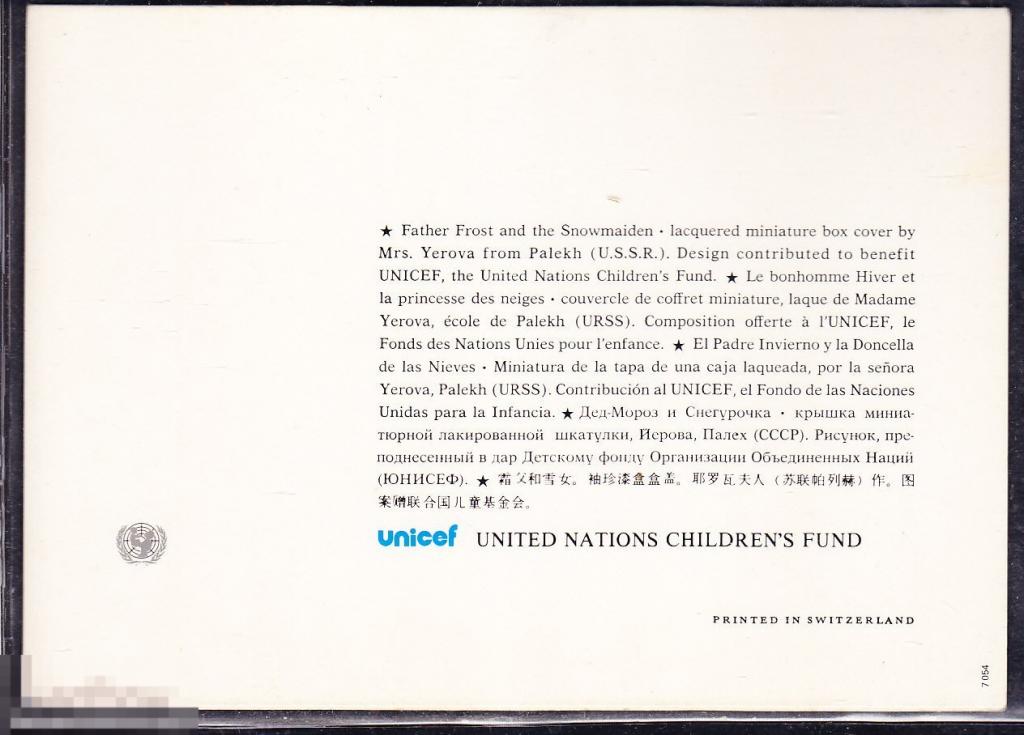 ★ Father Frost and the Snowmaiden · lacquered miniature box cover by
Mrs. Yerova from Palekh (U.S.S.R.). Design contributed to benefit
UNICEF, the United Nations Children's Fund. ★ Le bonhomme Hiver et
la princesse des neiges · couvercle de coffret miniature, laque de Madame
Yerova, école de Palekh (URSS). Composition offerte à l'UNICEF, le
Fonds des Nations Unies pour l'enfance. ★ El Padre Invierno y la Doncella
de las Nieves · Miniatura de la tapa de una caja laqueada, por la señora
Yerova, Palekh (URSS). Contribución al UNICEF, el Fondo de las Naciones
Unidas para la Infancia. ★ Дед-Мороз и Снегурочка · крышка миниа-
тюрной лакированной шкатулки, Йерова, Палех (СССР). Рисунок, пре-
поднесенный в дар Детскому фонду Организации Объединенных Наций
(ЮНИСЕФ). ★ 霜父和雪女。袖珍漆盒盒盖。耶罗瓦夫人（苏联帕列赫）作。图
案赠联合国儿童基金会。
unicef UNITED NATIONS CHILDREN'S FUND
PRINTED IN SWITZERLAND
7054